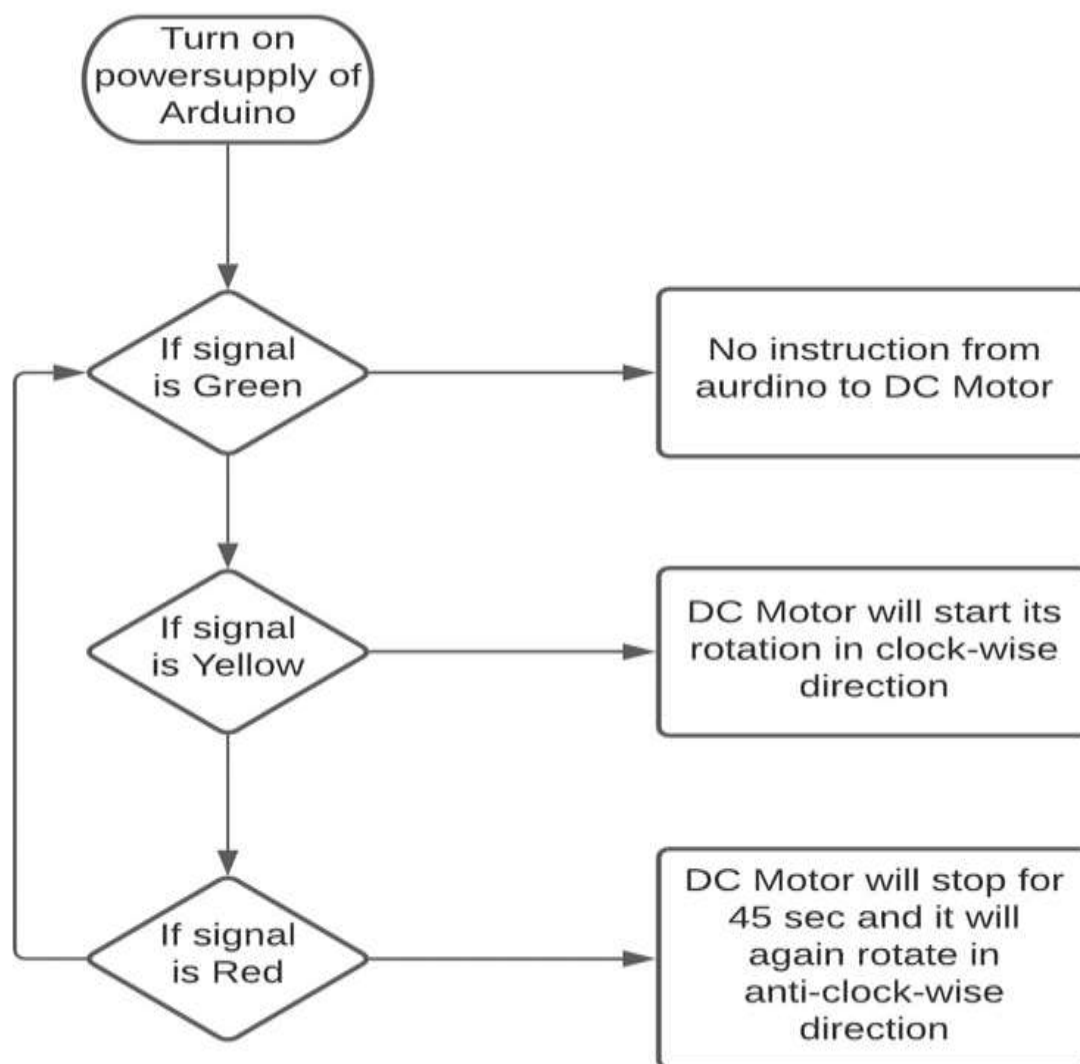 Turn on
powersupply of
Arduino
If signal
is Green
No instruction from
aurdino to DC Motor
If signal
is Yellow
DC Motor will start its
rotation in clock-wise
direction
If signal
is Red
DC Motor will stop for
45 sec and it will
again rotate in
anti-clock-wise
direction